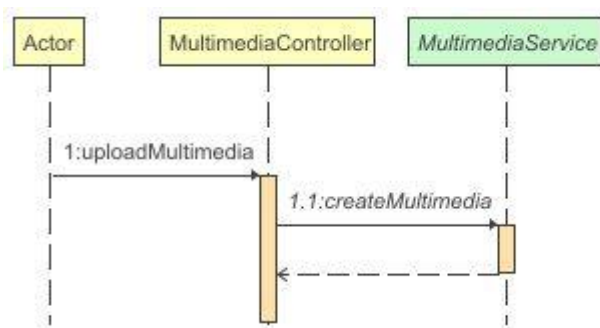 Actor
MultimediaController
MultimediaService
1:uploadMultimedia
1.1:createMultimedia